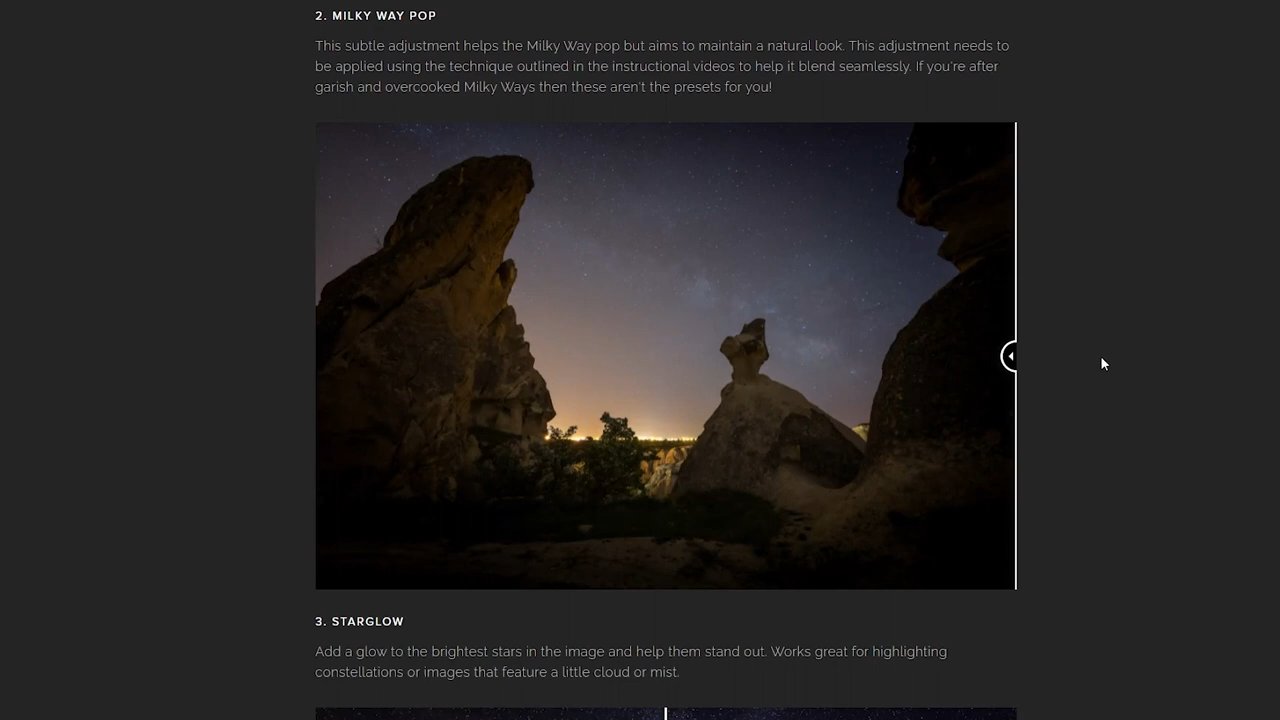 2. MILKY WAY POP
This subtle adjustment helps the Milky Way pop but aims to maintain a natural look. This adjustment needs to
be applied using the technique outlined in the instructional videos to help it blend seamlessly. If you're after
garish and overcooked Milky Ways then these aren't the presets for you!
3. STARGLOW
Add a glow to the brightest stars in the image and help them stand out. Works great for highlighting
constellations or images that feature a little cloud or mist.